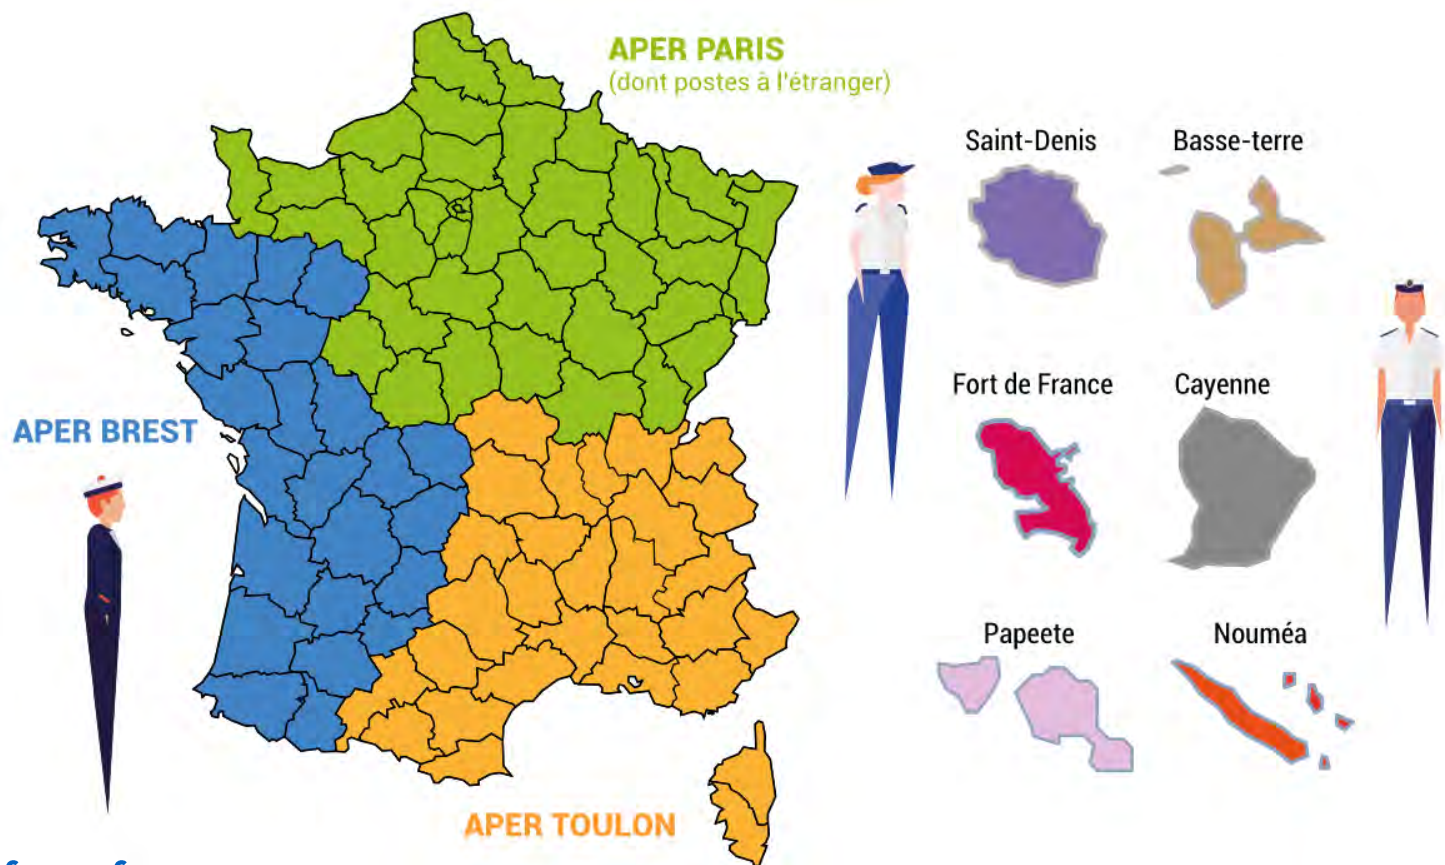 APER PARIS
(dont postes à l'étranger)
Saint-Denis
Basse-terre
Fort de France
Cayenne
APER BREST
Papeete
Nouméa
APER TOULON